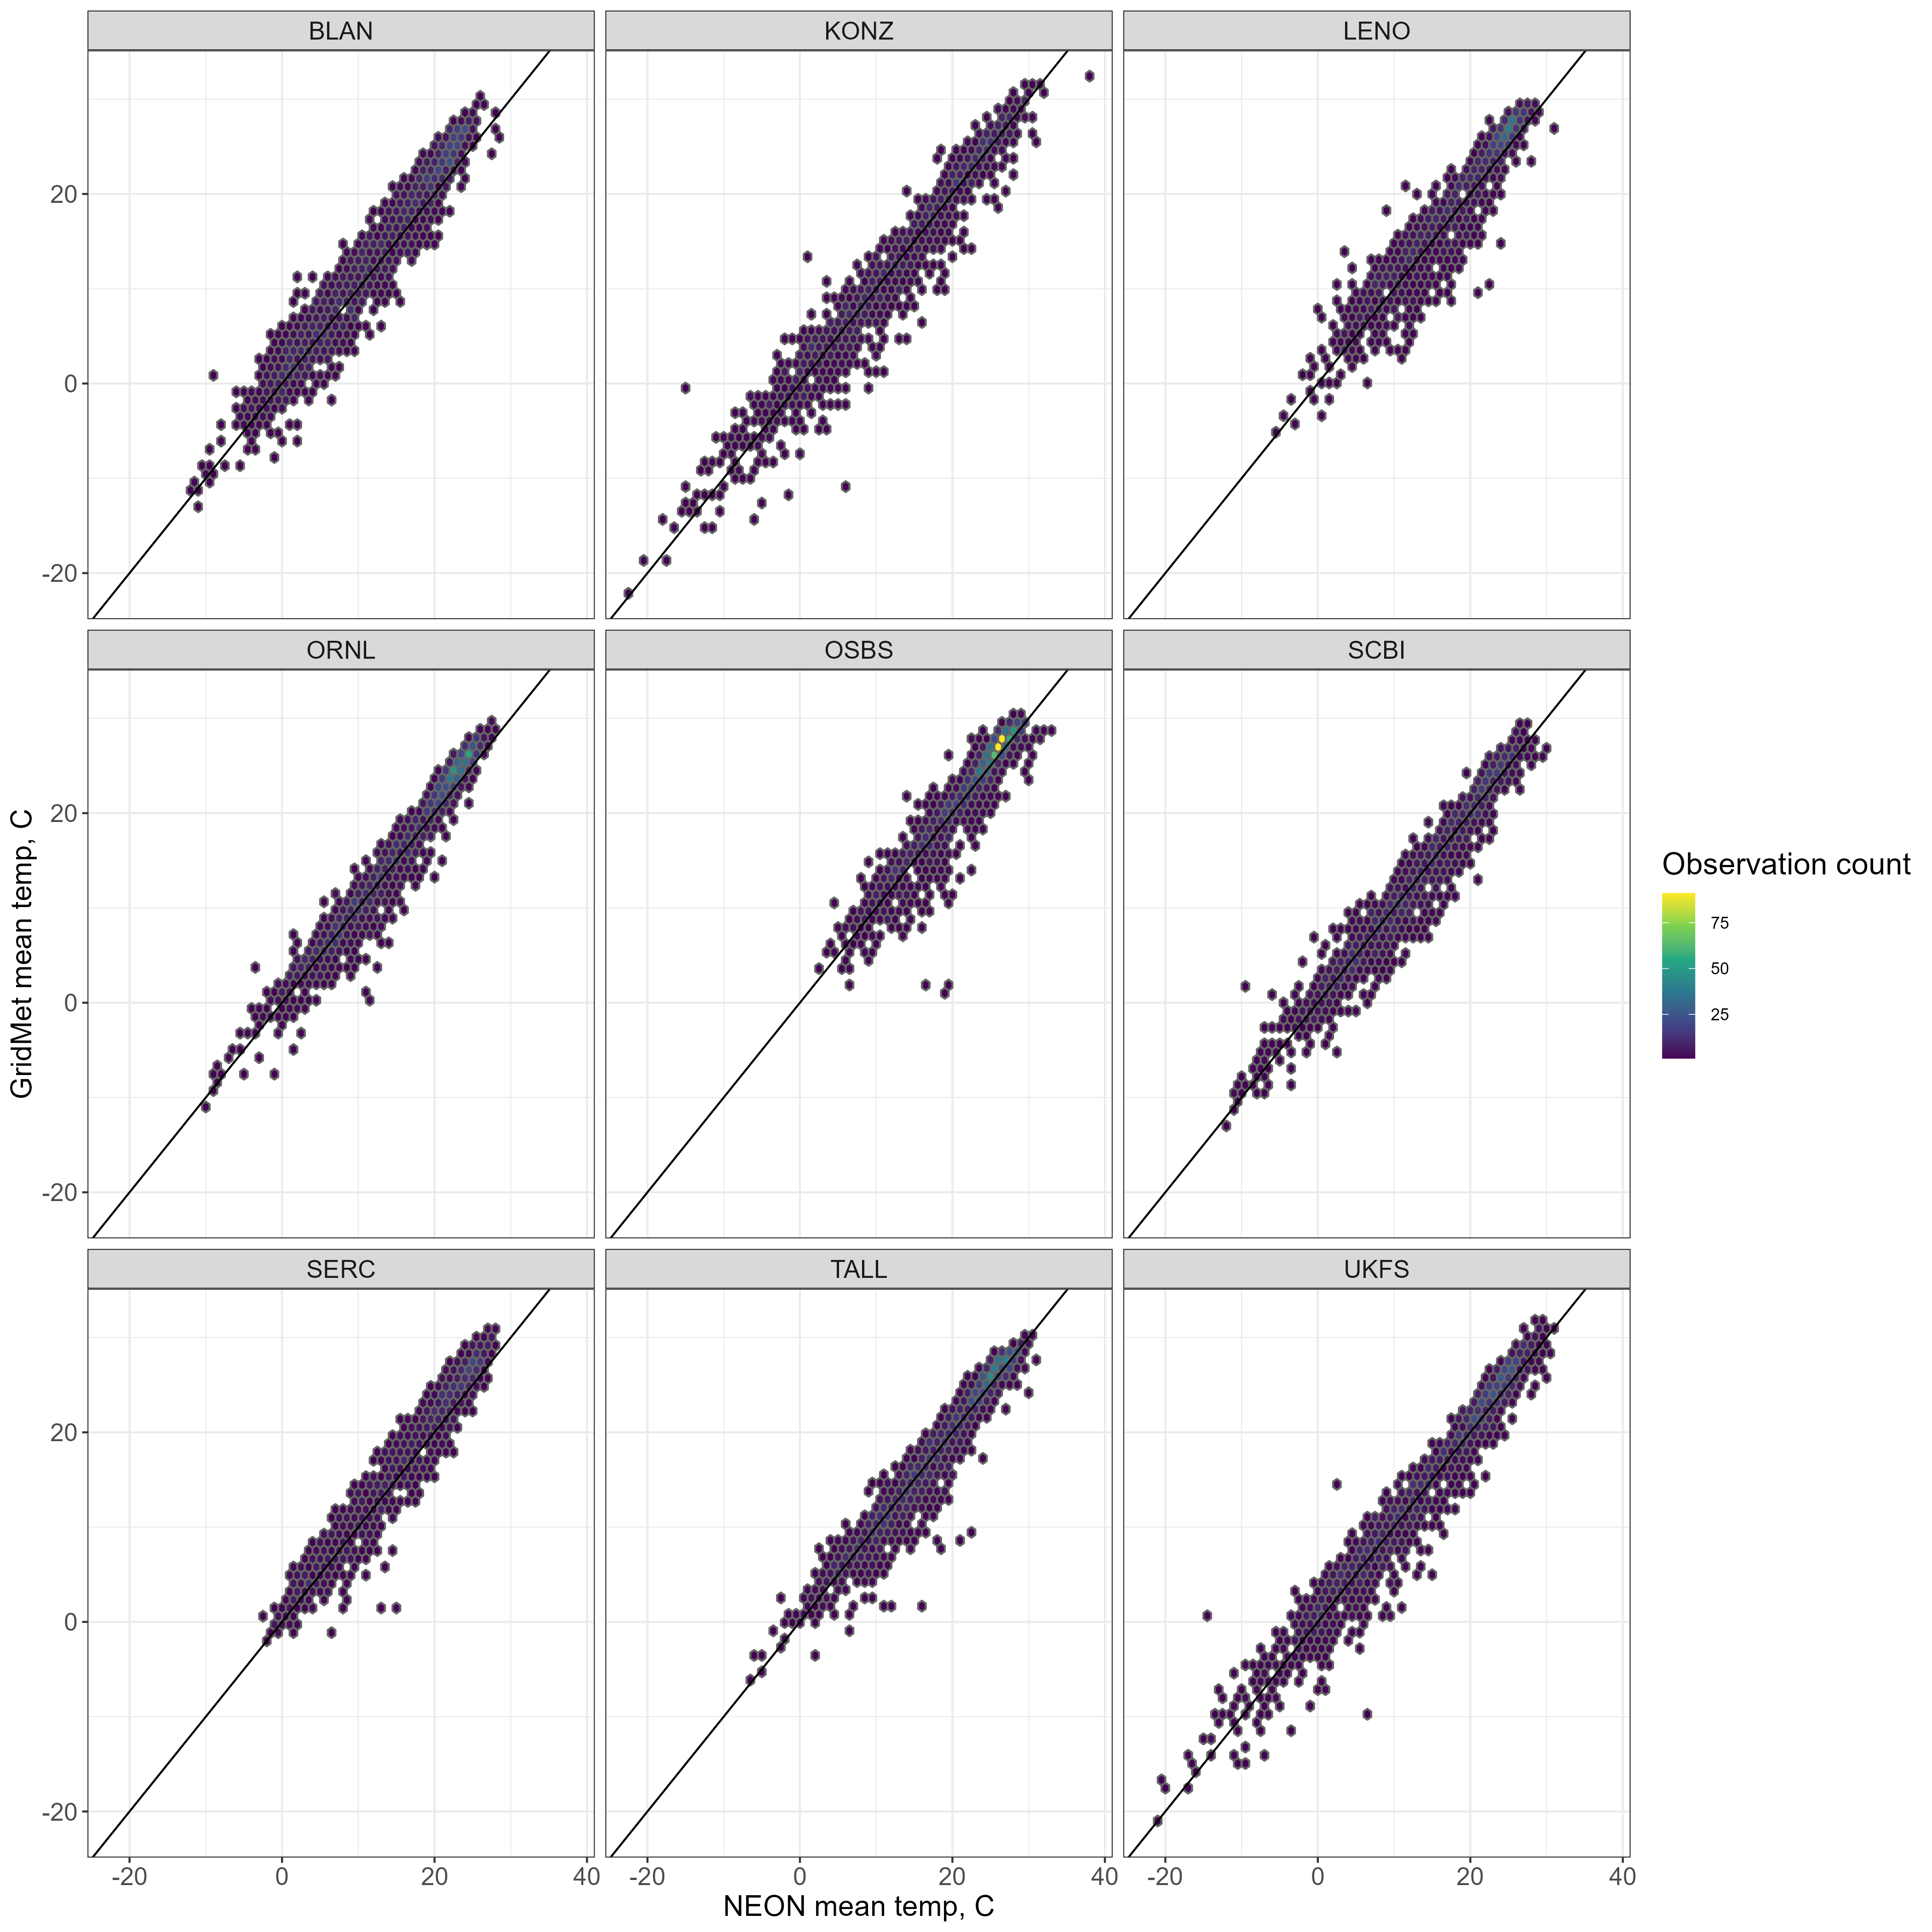 BLAN
KONZ
LENO
20
0
-20
ORNL
OSBS
SCBI
20
0
-20
GridMet mean temp, C
Observation count
75
50
25
SERC
TALL
UKFS
20
0
-20
-20 0 20 40 -20 0 20 40 -20 0 20 40
NEON mean temp, C